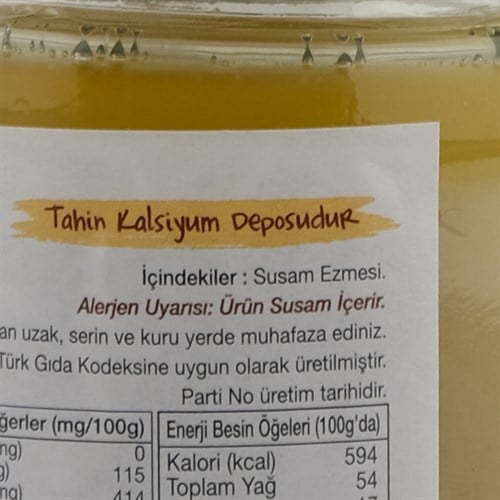 Tahin Kalsiyum Deposudur
İçindekiler : Susam Ezmesi.
Alerjen Uyarısı: Ürün Susam İçerir.
uzak, serin ve kuru yerde muhafaza ediniz.
Türk Gıda Kodeksine uygun olarak üretilmiştir.
Parti No üretim tarihidir.
(mg/100g) Enerji Besin Öğeleri (100g'da)
0 Kalori (kcal) 594
115 Toplam Yağ 54